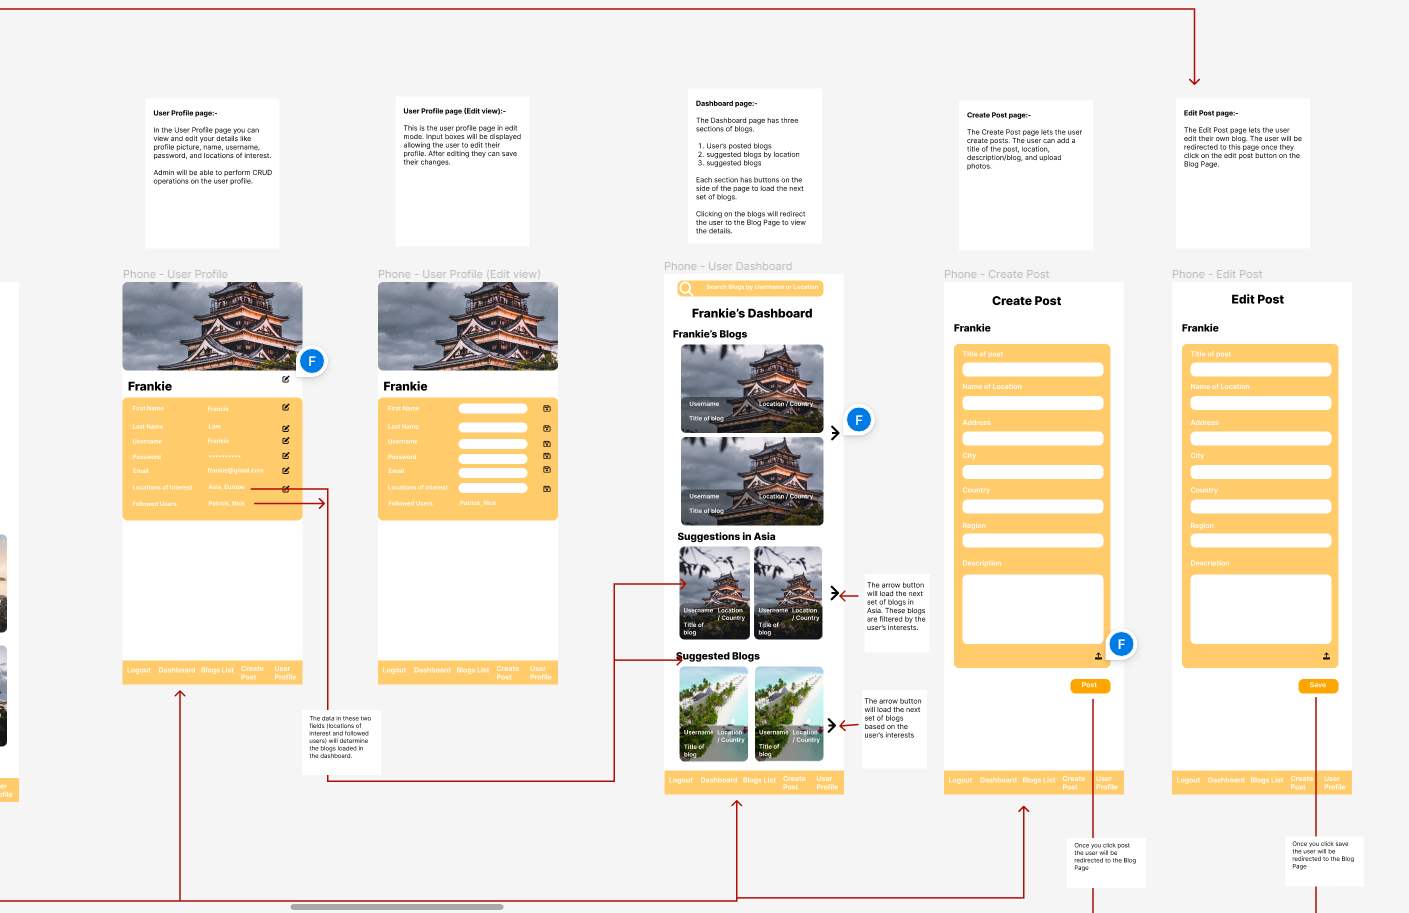 User Profile page:-
In the User Profile page you can
view and edit your details like
profile picture, name, username,
password, and locations of interest.
Admin will be able to perform CRUD
operations on the user profile.
User Profile page (Edit view):-
This is the user profile page in edit
mode. Input boxes will be displayed
allowing the user to edit their
profile. After editing they can save
their changes.
Dashboard page:-
The Dashboard page has three
sections of blogs.
1. User's posted blogs
2. suggested blogs by location
3. suggested blogs
Each section has buttons on the
side of the page to load the next
set of blogs.
Clicking on the blogs will redirect
the user to the Blog Page to view
the details.
Create Post page:-
The Create Post page lets the user
create posts. The user can add a
title of the post, location,
description/blog, and upload
photos.
Edit Post page:-
The Edit Post page lets the user
edit their own blog. The user will be
redirected to this page once they
click on the edit post button on the
Blog Page.
Phone - User Profile
F
Frankie
First Name Francis
Last Name Lam
Username Frankie
Password **********
Email frankie@gmail.com
Locations of Interest Asia, Europe
Followed Users Patrick, Nick
Logout Dashboard Blogs List Create Post User Profile
The data in these two
fields (locations of
interest and followed
users) will determine
the blogs loaded in
the dashboard.
Phone - User Profile (Edit view)
Frankie
First Name
Last Name
Username
Password
Email
Locations of Interest
Followed Users Patrick, Nick
Logout Dashboard Blogs List Create Post User Profile
Phone - User Dashboard
Search Blogs by Username or Location
Frankie's Dashboard
Frankie's Blogs
Username Location / Country
Title of blog
F
Username Location / Country
Title of blog
Suggestions in Asia
Username Location / Country
Title of blog
Username Location / Country
Title of blog
The arrow button
will load the next
set of blogs in
Asia. These blogs
are filtered by the
user's interests.
Suggested Blogs
Username Location / Country
Title of blog
Username Location / Country
Title of blog
The arrow button
will load the next
set of blogs
based on the
user's interests
Logout Dashboard Blogs List Create Post User Profile
Phone - Create Post
Create Post
Frankie
Title of post
Name of Location
Address
City
Country
Region
Description
F
Post
Logout Dashboard Blogs List Create Post User Profile
Once you click post
the user will be
redirected to the Blog
Page
Phone - Edit Post
Edit Post
Frankie
Title of post
Name of Location
Address
City
Country
Region
Description
Save
Logout Dashboard Blogs List Create Post User Profile
Once you click save
the user will be
redirected to the Blog
Page